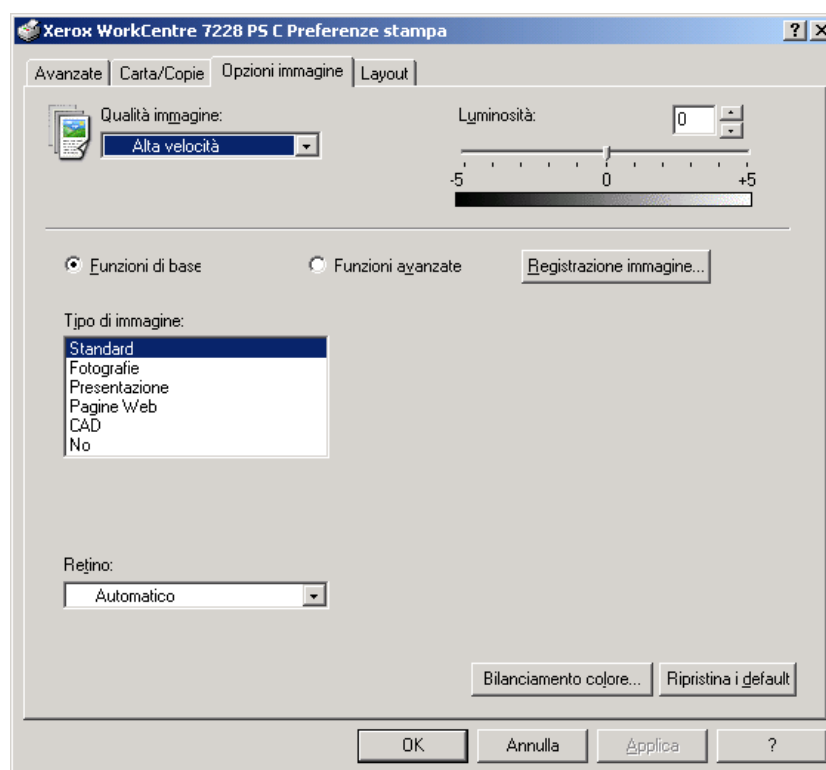 Xerox WorkCentre 7228 PS C Preferenze stampa
Avanzate Carta/Copie Opzioni immagine Layout
Qualità immagine:
Alta velocità
Luminosità:
0
-5 0 +5
Funzioni di base Funzioni avanzate Registrazione immagine...
Tipo di immagine:
Standard
Fotografie
Presentazione
Pagine Web
CAD
No
Retino:
Automatico
Bilanciamento colore... Ripristina i default
OK Annulla Applica ?